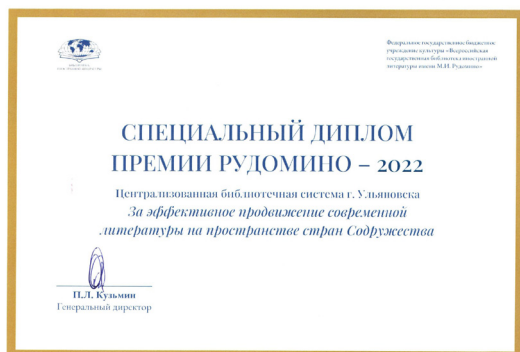 Федеральное государственное бюджетное
учреждение культуры «Всероссийская
государственная библиотека иностранной
литературы имени М.И. Рудомино»
СПЕЦИАЛЬНЫЙ ДИПЛОМ
ПРЕМИИ РУДОМИНО – 2022
Централизованная библиотечная система г. Ульяновска
За эффективное продвижение современной
литературы на пространстве стран Содружества
П.Л. Кузьмин
Генеральный директор